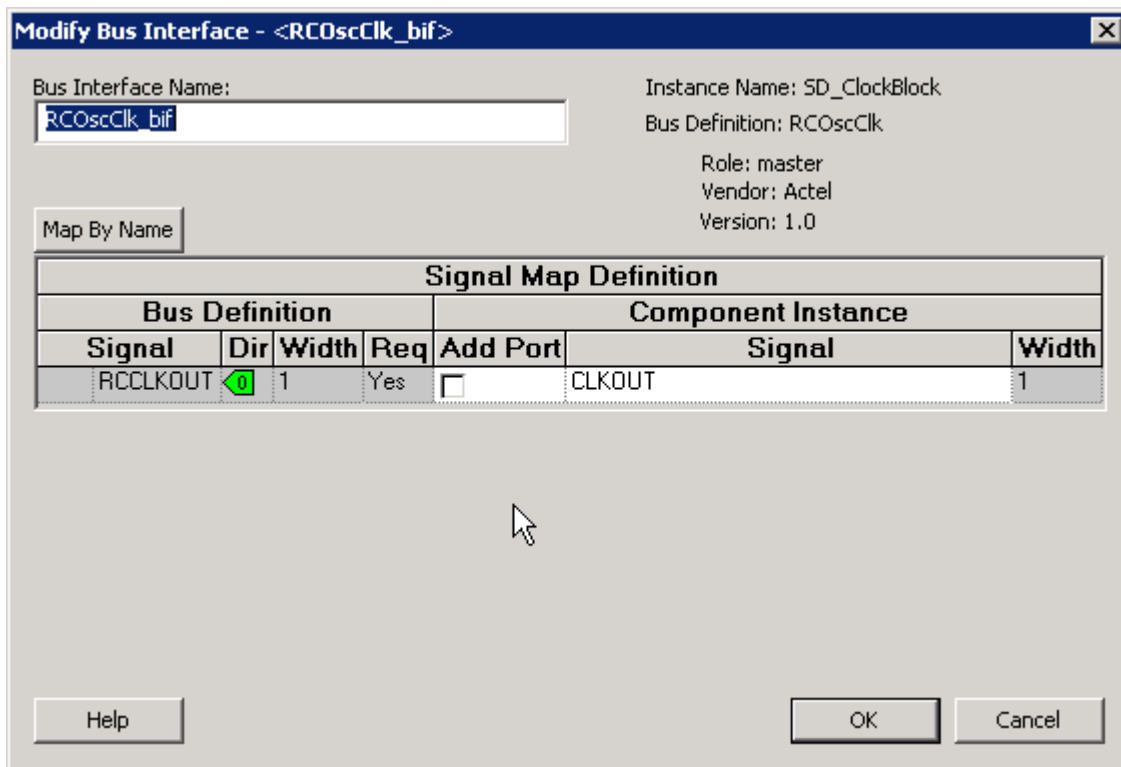 Modify Bus Interface - <RCOscClk_bif>
Bus Interface Name:
RCOscClk_bif
Instance Name: SD_ClockBlock
Bus Definition: RCOscClk
Role: master
Vendor: Actel
Version: 1.0
Map By Name
Signal Map Definition
Bus Definition Component Instance
Signal Dir Width Req Add Port Signal Width
RCCLKOUT O 1 Yes CLKOUT 1
Help OK Cancel